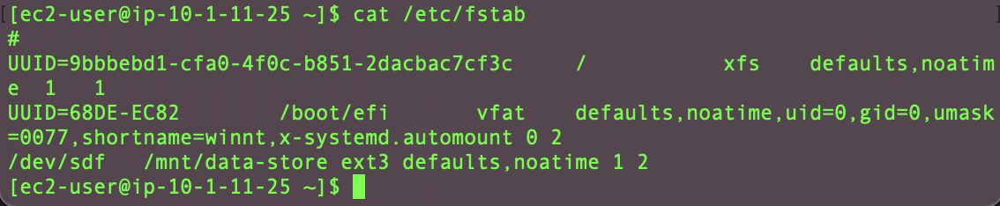 [ec2-user@ip-10-1-11-25 ~]$ cat /etc/fstab
#
UUID=9bbbebd1-cfa0-4f0c-b851-2dacbac7cf3c     /           xfs    defaults,noatim
e  1   1
UUID=68DE-EC82        /boot/efi       vfat    defaults,noatime,uid=0,gid=0,umask
=0077,shortname=winnt,x-systemd.automount 0 2
/dev/sdf   /mnt/data-store ext3 defaults,noatime 1 2
[ec2-user@ip-10-1-11-25 ~]$